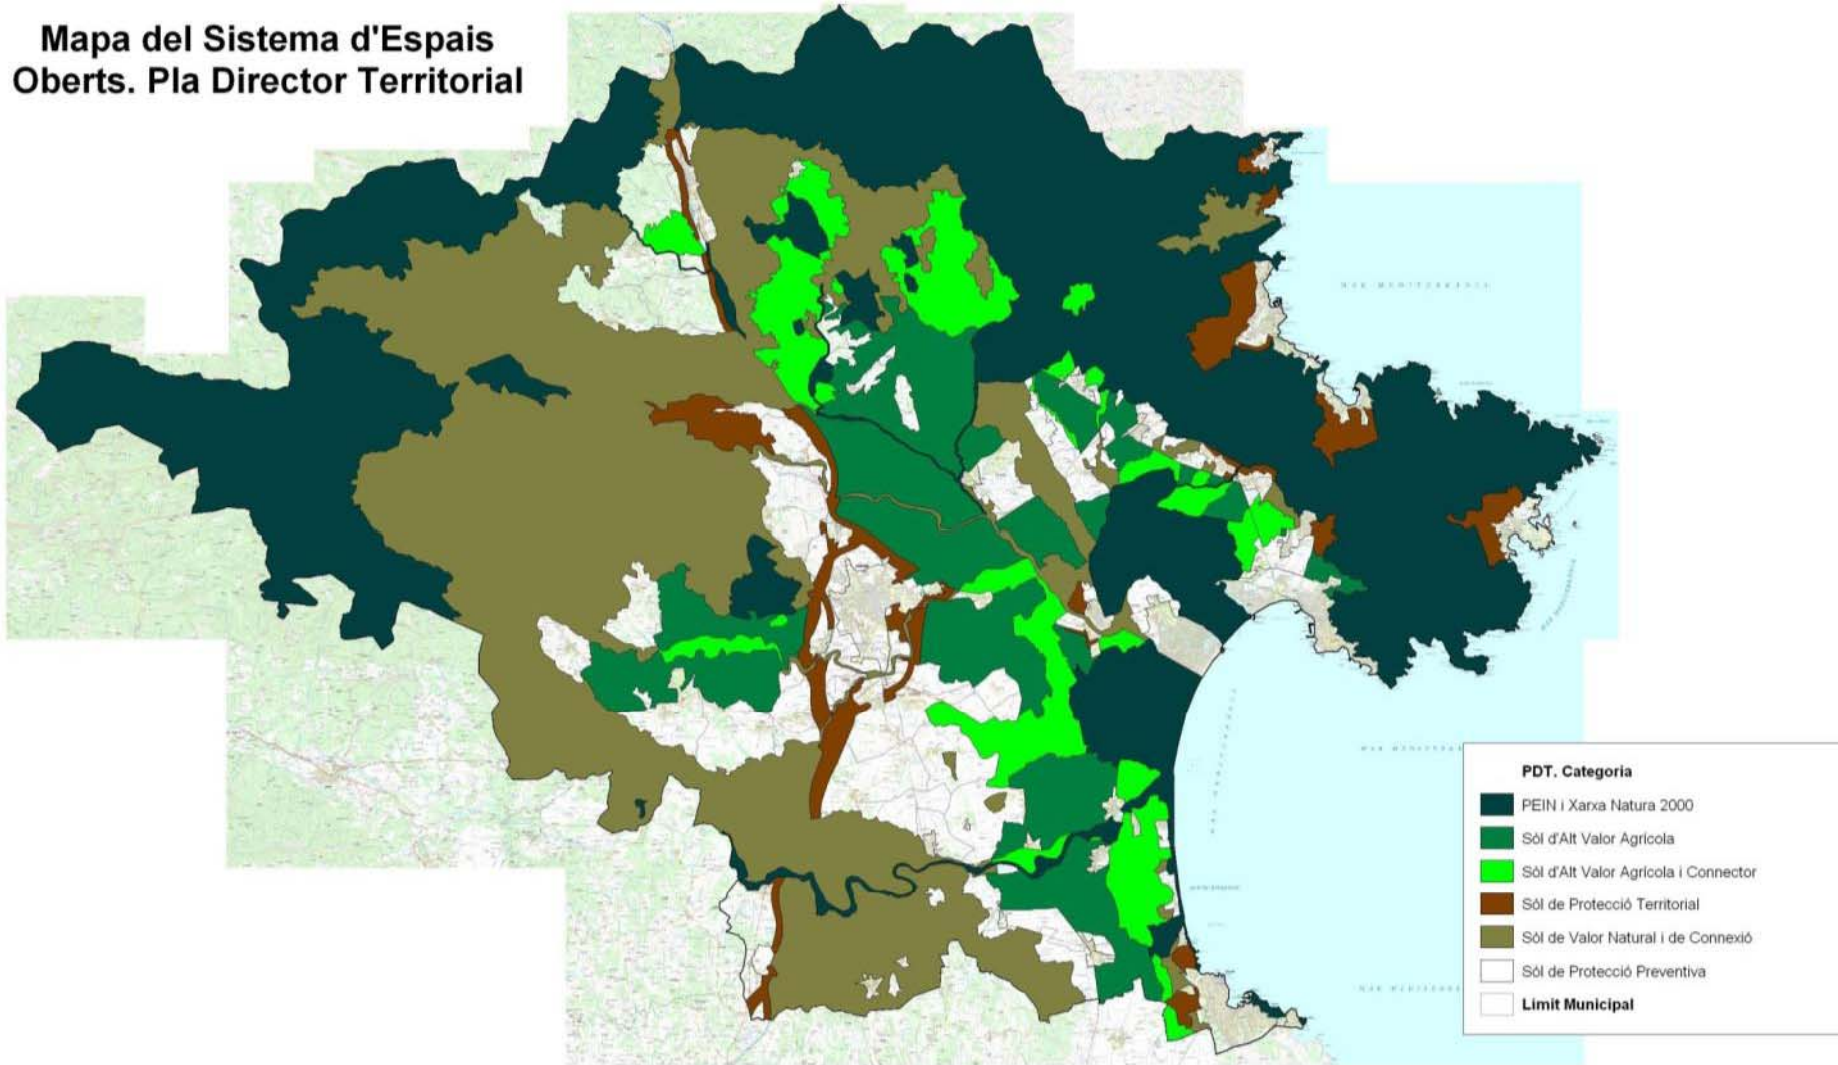 Mapa del Sistema d'Espais
Oberts. Pla Director Territorial
PDT. Categoria
PEIN i Xarxa Natura 2000
Sòl d'Alt Valor Agrícola
Sòl d'Alt Valor Agrícola i Connector
Sòl de Protecció Territorial
Sòl de Valor Natural i de Connexió
Sòl de Protecció Preventiva
Limit Municipal